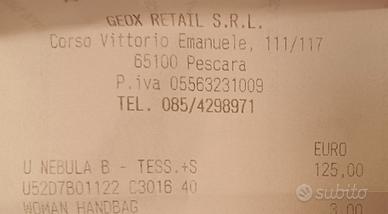 GEOX RETAIL S.R.L.
Corso Vittorio Emanuele, 111/117
65100 Pescara
P.iva 05563231009
TEL. 085/4298971
EURO
U NEBULA B - TESS.+S 125,00
U52D7B01122 C3016 40
WOMAN HANDBAG 3,00
subito